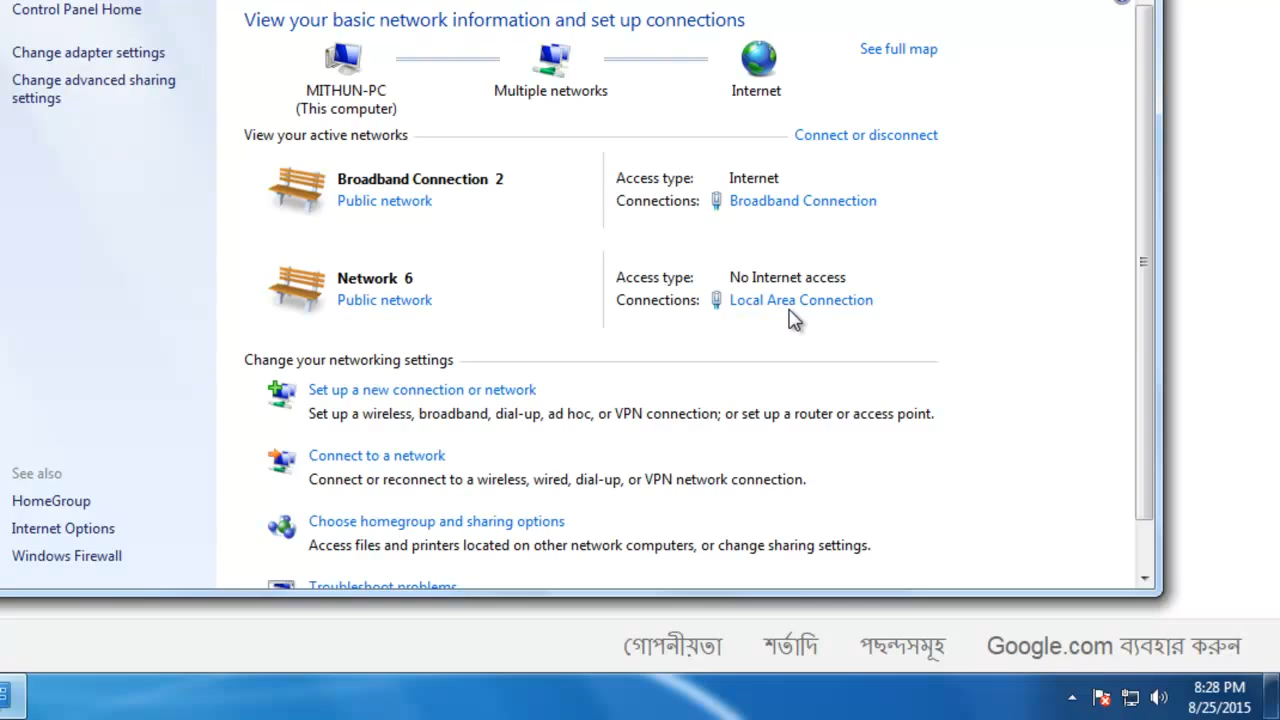 Control Panel Home
Change adapter settings
Change advanced sharing
settings
View your basic network information and set up connections
See full map
MITHUN-PC
(This computer)
Multiple networks
Internet
View your active networks
Connect or disconnect
Broadband Connection 2
Public network
Access type: Internet
Connections: Broadband Connection
Network 6
Public network
Access type: No Internet access
Connections: Local Area Connection
Change your networking settings
Set up a new connection or network
Set up a wireless, broadband, dial-up, ad hoc, or VPN connection; or set up a router or access point.
Connect to a network
Connect or reconnect to a wireless, wired, dial-up, or VPN network connection.
Choose homegroup and sharing options
Access files and printers located on other network computers, or change sharing settings.
Troubleshoot problems
See also
HomeGroup
Internet Options
Windows Firewall
গোপনীয়তা শর্তাদি পছন্দসমূহ Google.com ব্যবহার করুন
8:28 PM
8/25/2015